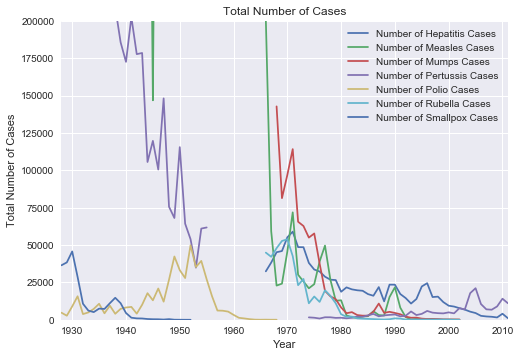 Total Number of Cases
Total Number of Cases
200000
175000
150000
125000
100000
75000
50000
25000
0
Number of Hepatitis Cases
Number of Measles Cases
Number of Mumps Cases
Number of Pertussis Cases
Number of Polio Cases
Number of Rubella Cases
Number of Smallpox Cases
1930 1940 1950 1960 1970 1980 1990 2000 2010
Year